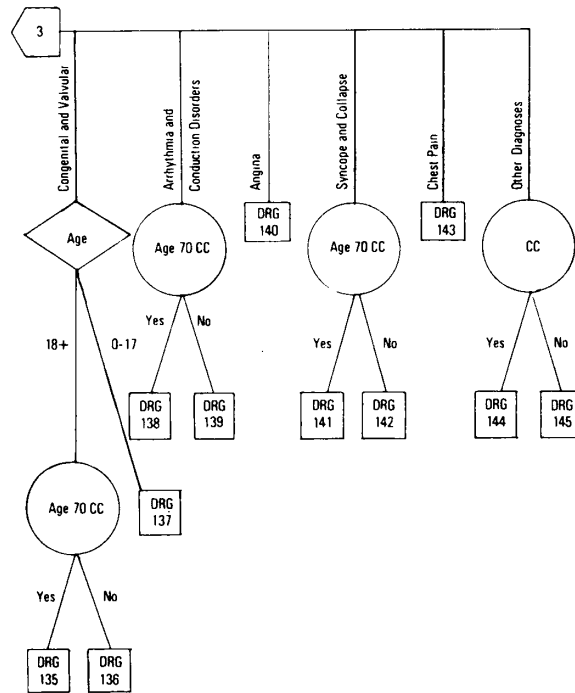 3
Congenital and Valvular
Arrhythmia and
Conduction Disorders
Angina
Syncope and Collapse
Chest Pain
Other Diagnoses
Age
Age 70 CC
DRG
140
Age 70 CC
DRG
143
CC
18+
0-17
Yes
No
Yes
No
Yes
No
DRG
138
DRG
139
DRG
141
DRG
142
DRG
144
DRG
145
Age 70 CC
DRG
137
Yes
No
DRG
135
DRG
136